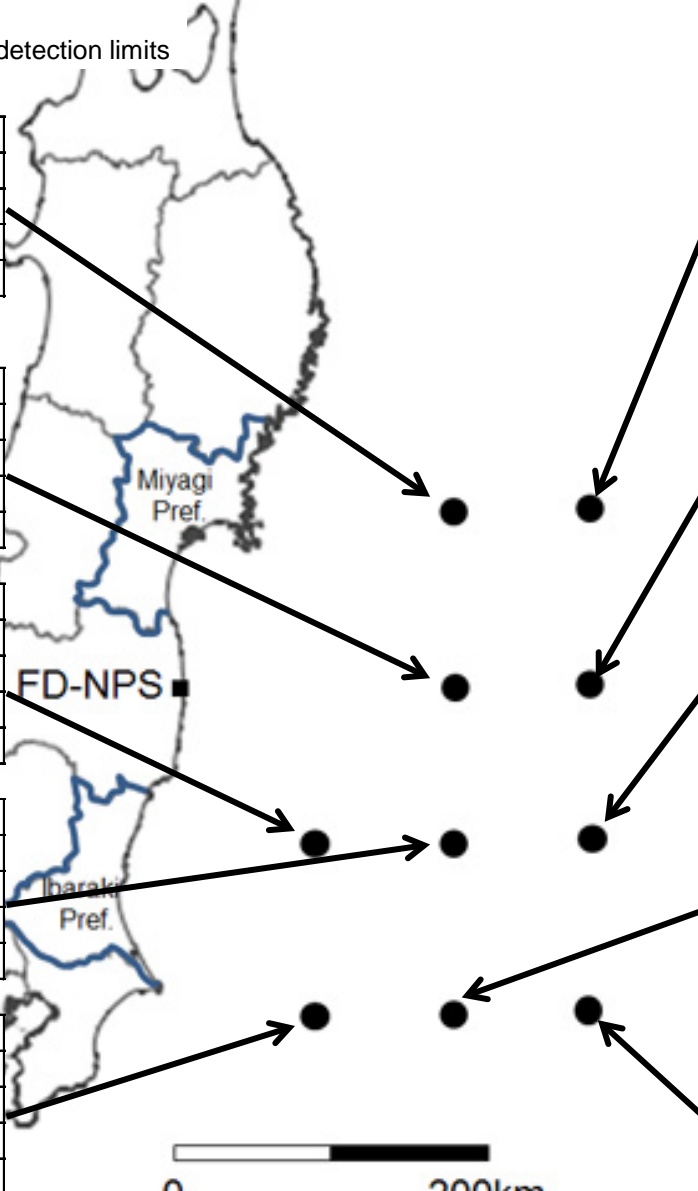 detection limits
Miyagi
Pref.
FD-NPS
Ibaraki
Pref.
0 200km